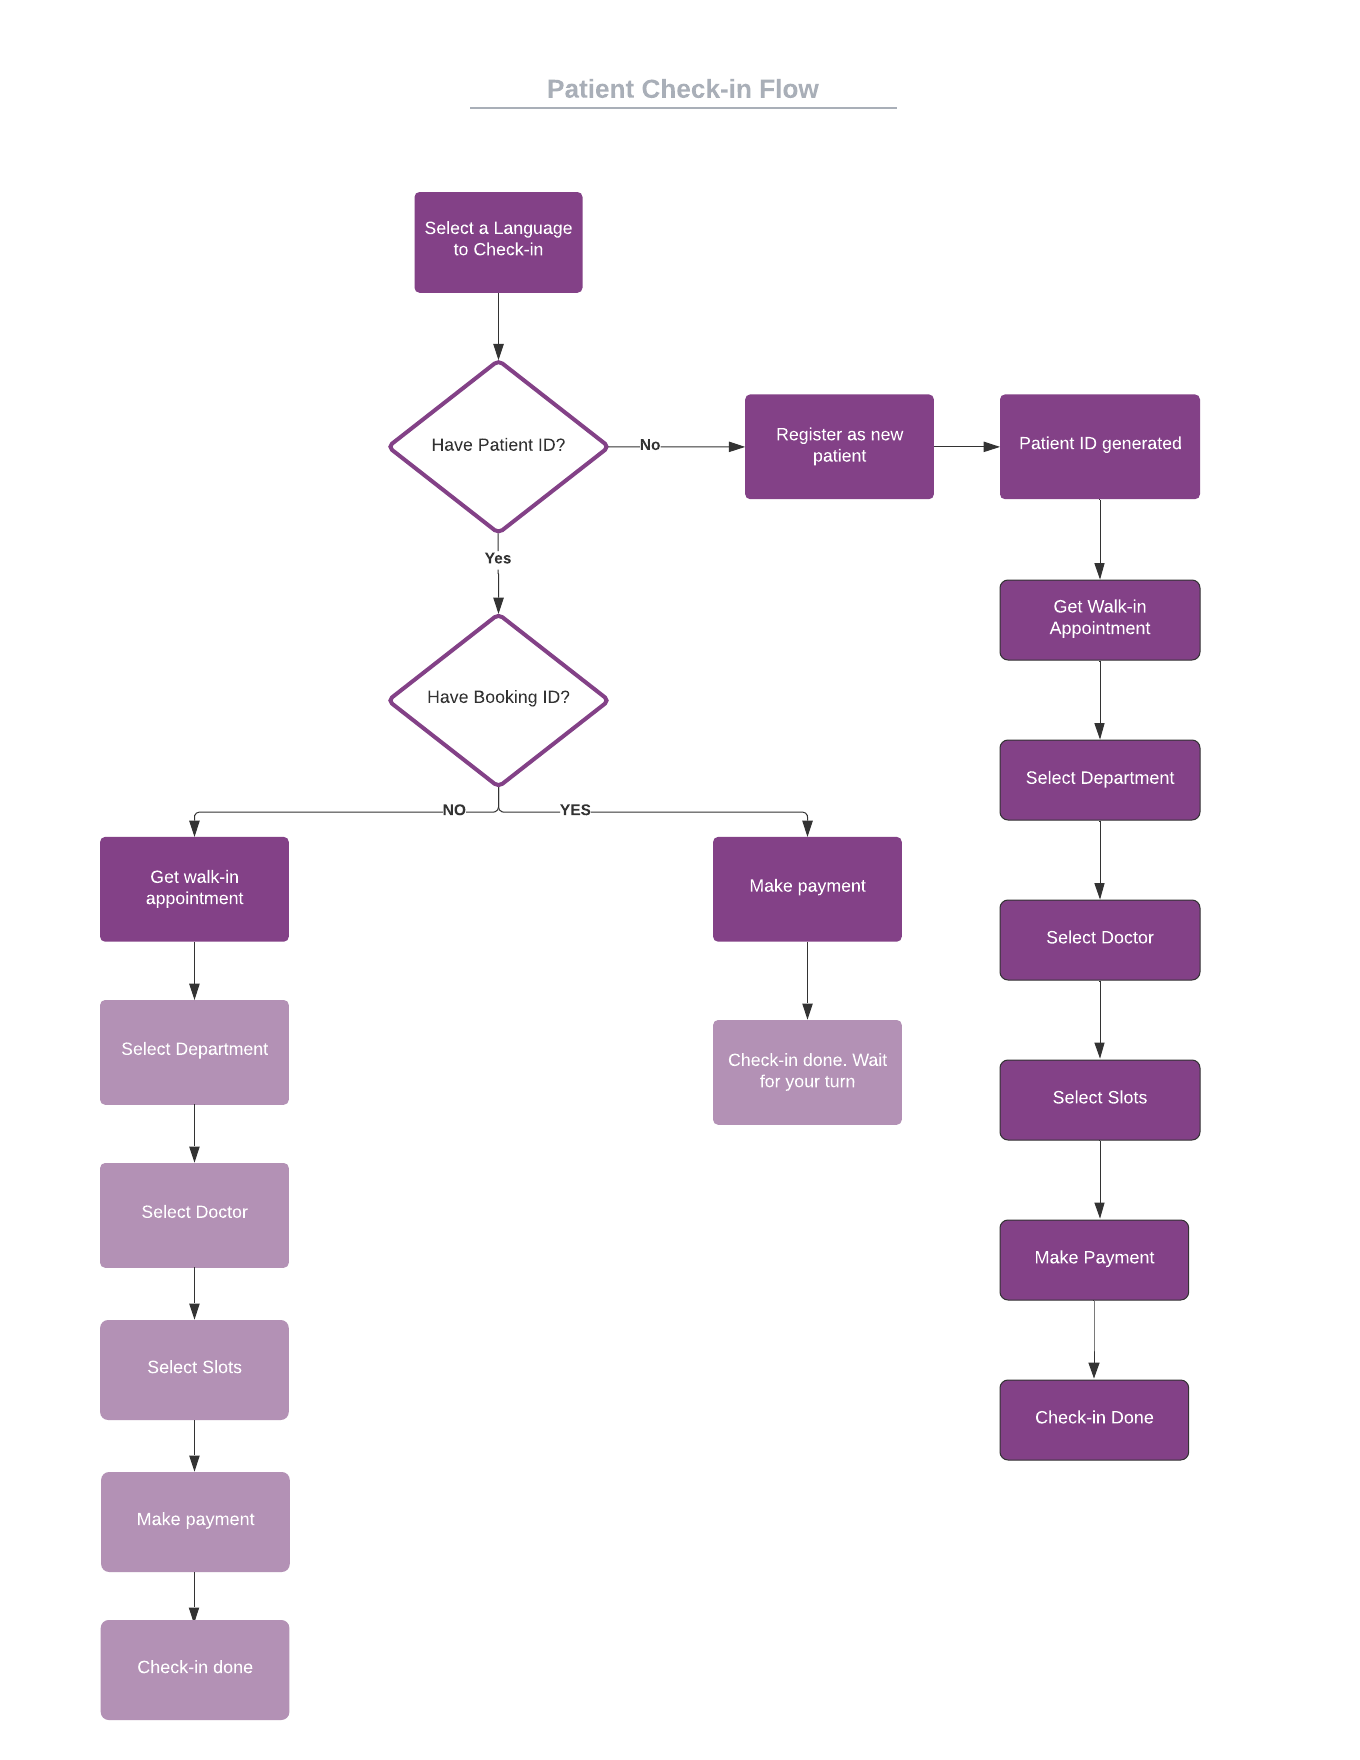 Patient Check-in Flow
Select a Language
to Check-in
Have Patient ID?
No
Register as new
patient
Patient ID generated
Yes
Get Walk-in
Appointment
Have Booking ID?
Select Department
NO
YES
Get walk-in
appointment
Make payment
Select Doctor
Select Department
Check-in done. Wait
for your turn
Select Slots
Select Doctor
Make Payment
Select Slots
Check-in Done
Make payment
Check-in done